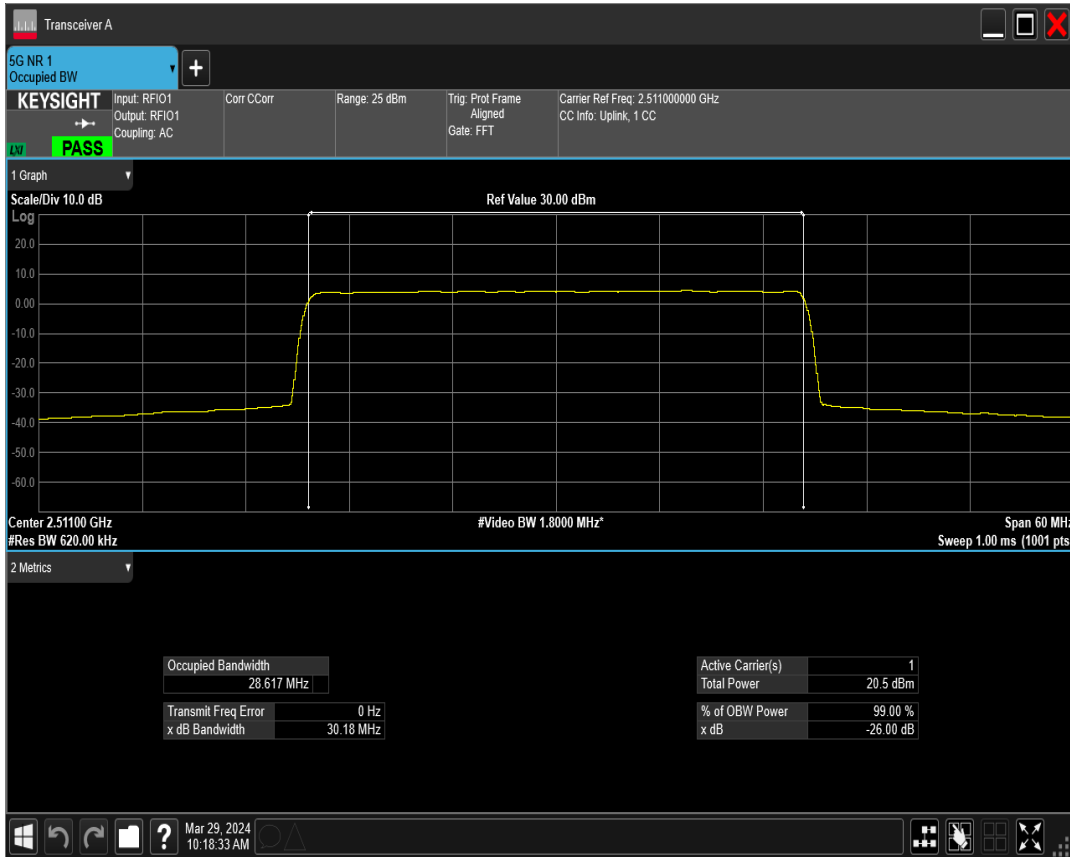 Transceiver A
5G NR 1
Occupied BW
+
KEYSIGHT
LXI
PASS
Input: RFIO1
Output: RFIO1
Coupling: AC
Corr CCorr
Range: 25 dBm
Trig: Prot Frame
Aligned
Gate: FFT
Carrier Ref Freq: 2.511000000 GHz
CC Info: Uplink, 1 CC
1 Graph
Scale/Div 10.0 dB
Ref Value 30.00 dBm
Log
20.0
10.0
0.00
-10.0
-20.0
-30.0
-40.0
-50.0
-60.0
Center 2.51100 GHz
#Video BW 1.8000 MHz*
Span 60 MHz
#Res BW 620.00 kHz
Sweep 1.00 ms (1001 pts
2 Metrics
Occupied Bandwidth
28.617 MHz
Transmit Freq Error 0 Hz
x dB Bandwidth 30.18 MHz
Active Carrier(s) 1
Total Power 20.5 dBm
% of OBW Power 99.00 %
x dB -26.00 dB
?
Mar 29, 2024
10:18:33 AM